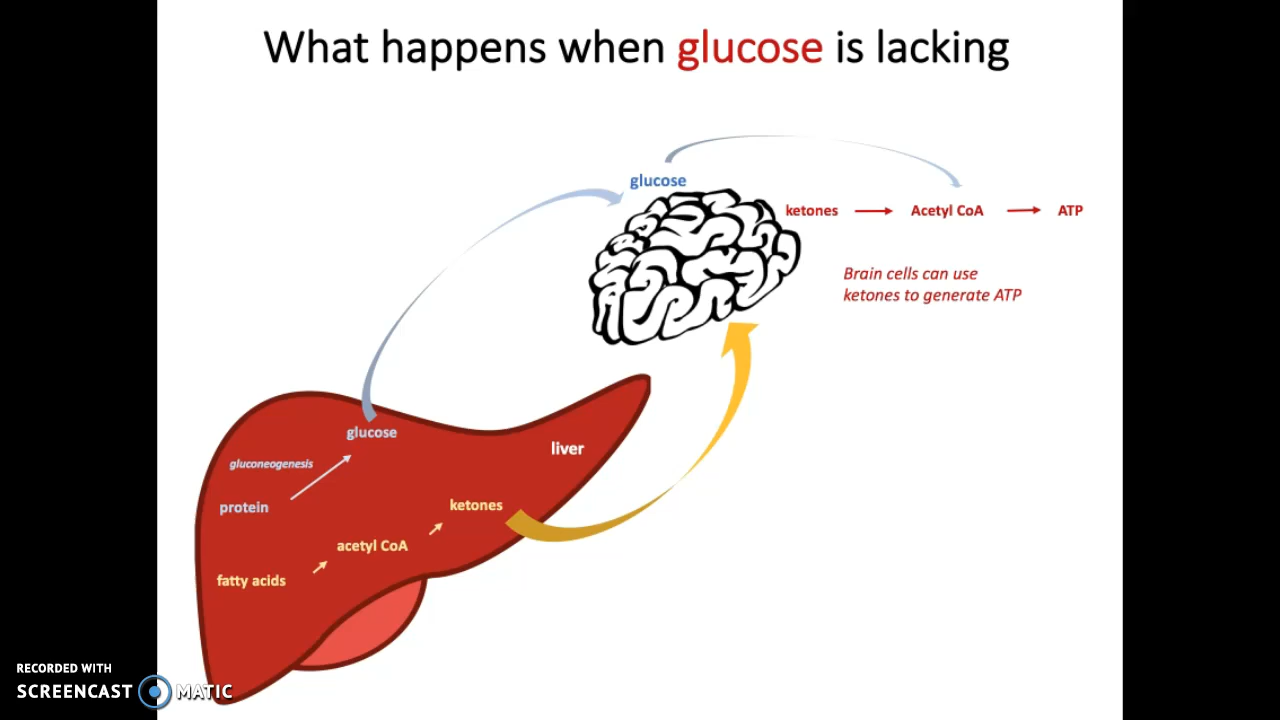 What happens when glucose is lacking
glucose
ketones → Acetyl CoA → ATP
Brain cells can use
ketones to generate ATP
glucose
liver
gluconeogenesis
protein
ketones
acetyl CoA
fatty acids
RECORDED WITH
SCREENCAST MATIC